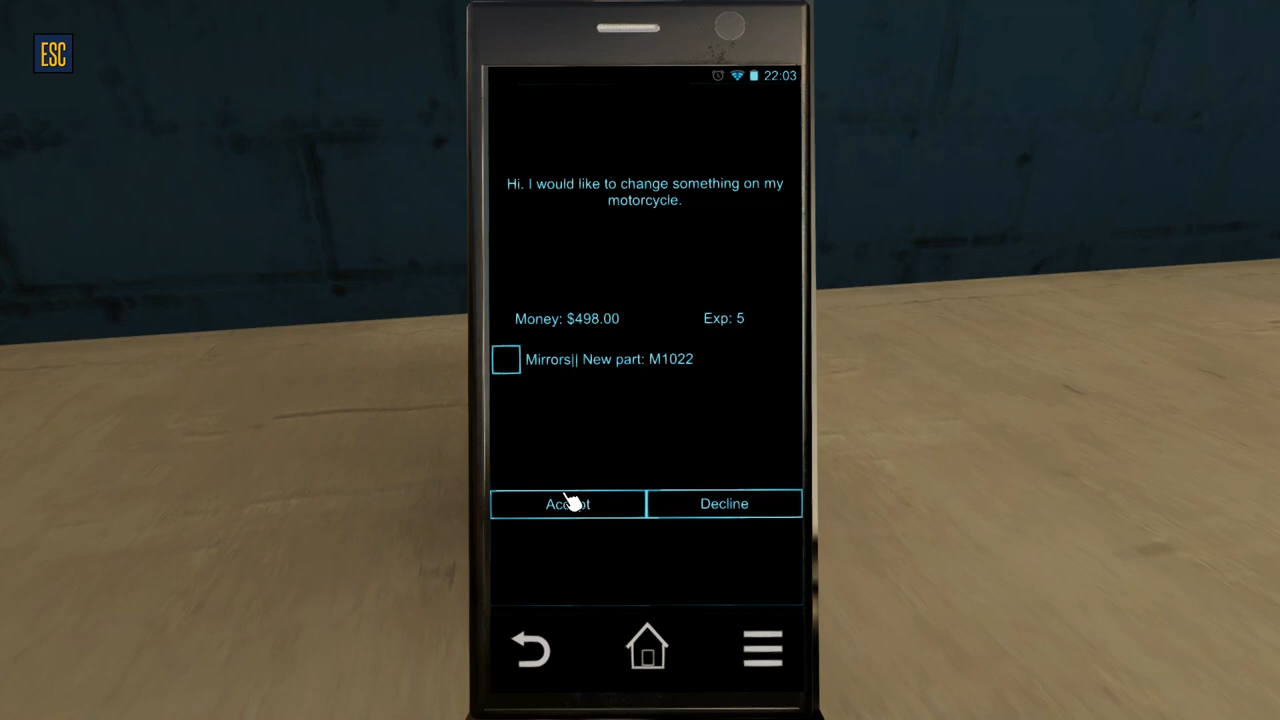 ESC
22:03
Hi. I would like to change something on my
motorcycle.
Money: $498.00 Exp: 5
Mirrors|| New part: M1022
Accept Decline